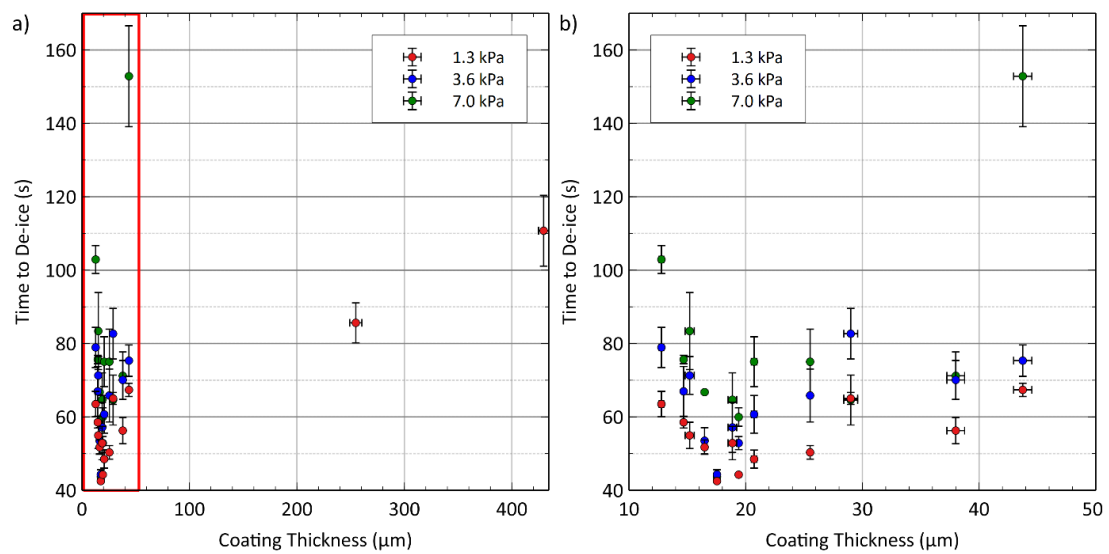 a)
160
140
120
100
80
60
40
Time to De-ice (s)
0
100
200
300
400
Coating Thickness (µm)
1.3 kPa
3.6 kPa
7.0 kPa
b)
160
140
120
100
80
60
40
Time to De-ice (s)
10
20
30
40
50
Coating Thickness (µm)
1.3 kPa
3.6 kPa
7.0 kPa